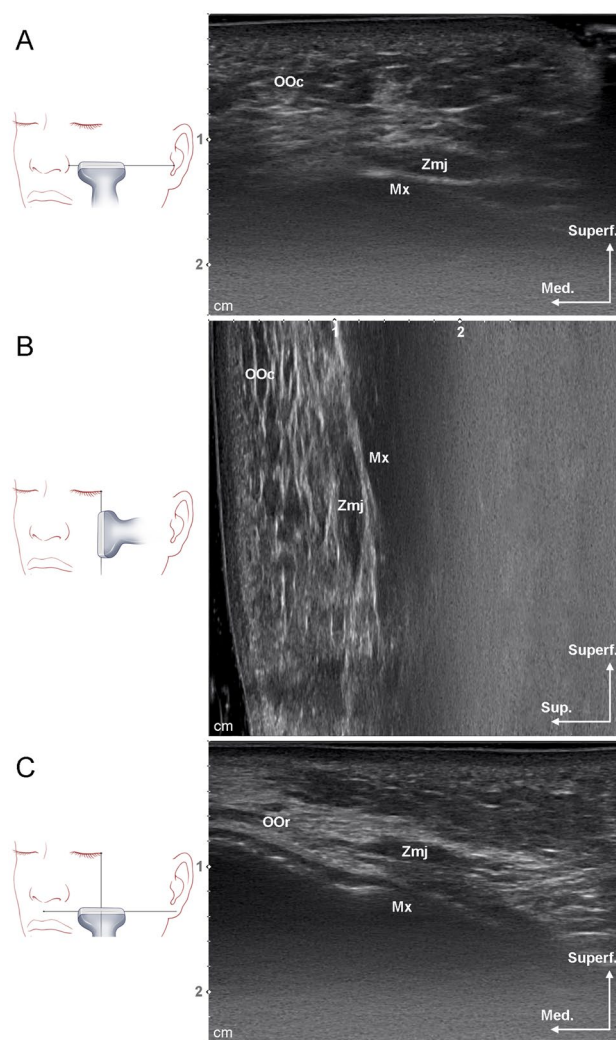 A
OOc
1
Zmj
Mx
Superf.
2
Med.
cm
B
1
2
OOc
Mx
Zmj
Superf.
Sup.
cm
C
OOr
Zmj
1
Mx
Superf.
2
Med.
cm